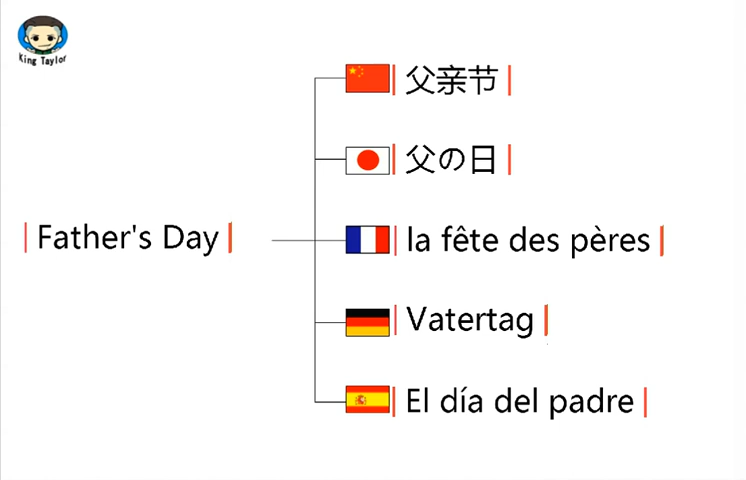 King Taylor
父亲节
父の日
Father's Day
la fête des pères
Vatertag
El día del padre